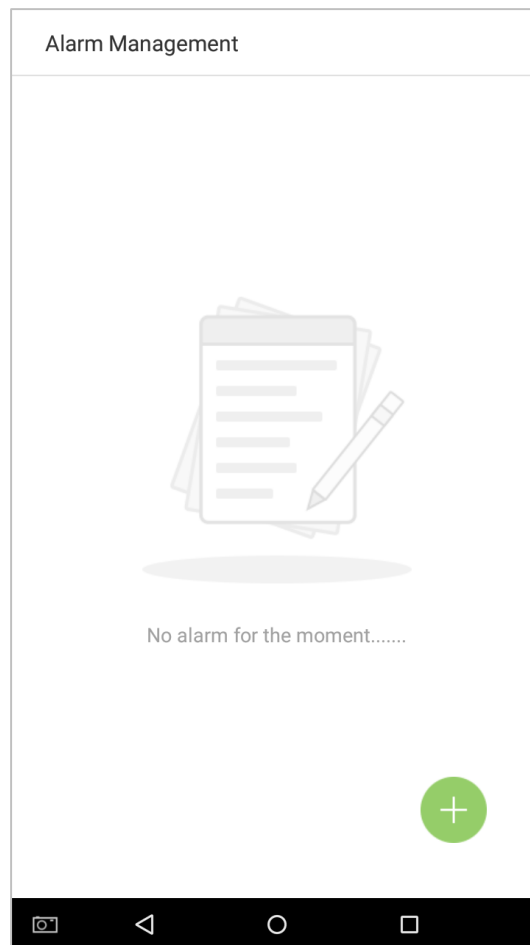 Alarm Management
No alarm for the moment.......